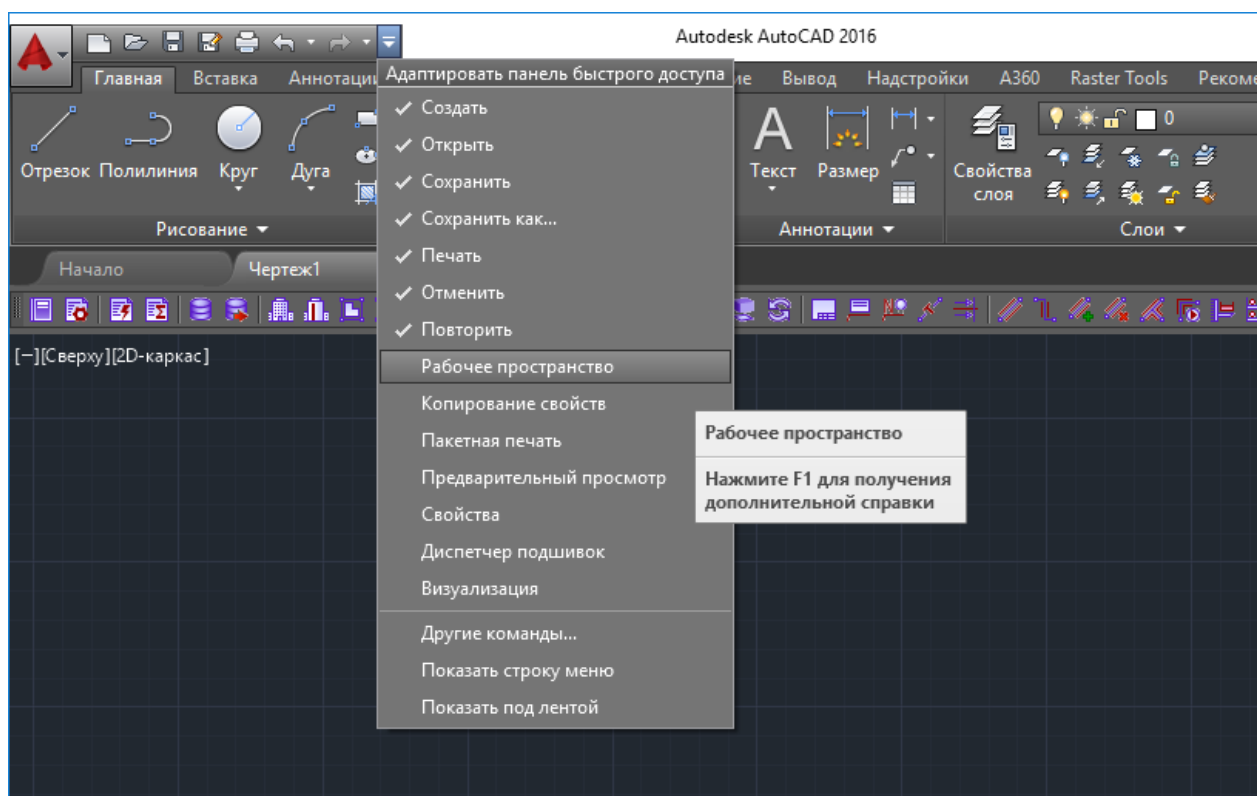 Autodesk AutoCAD 2016
Главная Вставка Аннотации Вывод Надстройки A360 Raster Tools
Адаптировать панель быстрого доступа
Создать
Открыть
Сохранить
Сохранить как...
Печать
Отменить
Повторить
Рабочее пространство
Копирование свойств
Пакетная печать
Предварительный просмотр
Свойства
Диспетчер подшивок
Визуализация
Другие команды...
Показать строку меню
Показать под лентой
Отрезок Полилиния Круг Дуга
Рисование
A
Текст Размер
Аннотации
0
Свойства
слоя
Слои
Начало Чертеж1
[−][Сверху][2D-каркас]
Рабочее пространство
Нажмите F1 для получения
дополнительной справки